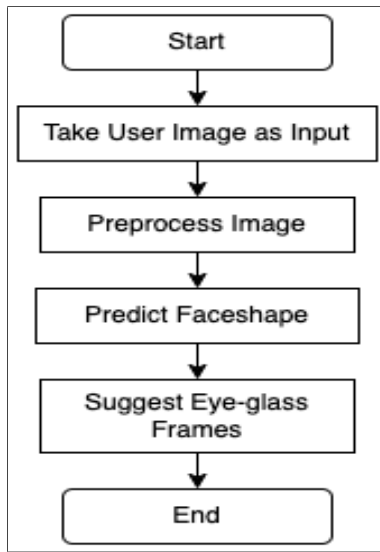 Start
Take User Image as Input
Preprocess Image
Predict Faceshape
Suggest Eye-glass
Frames
End